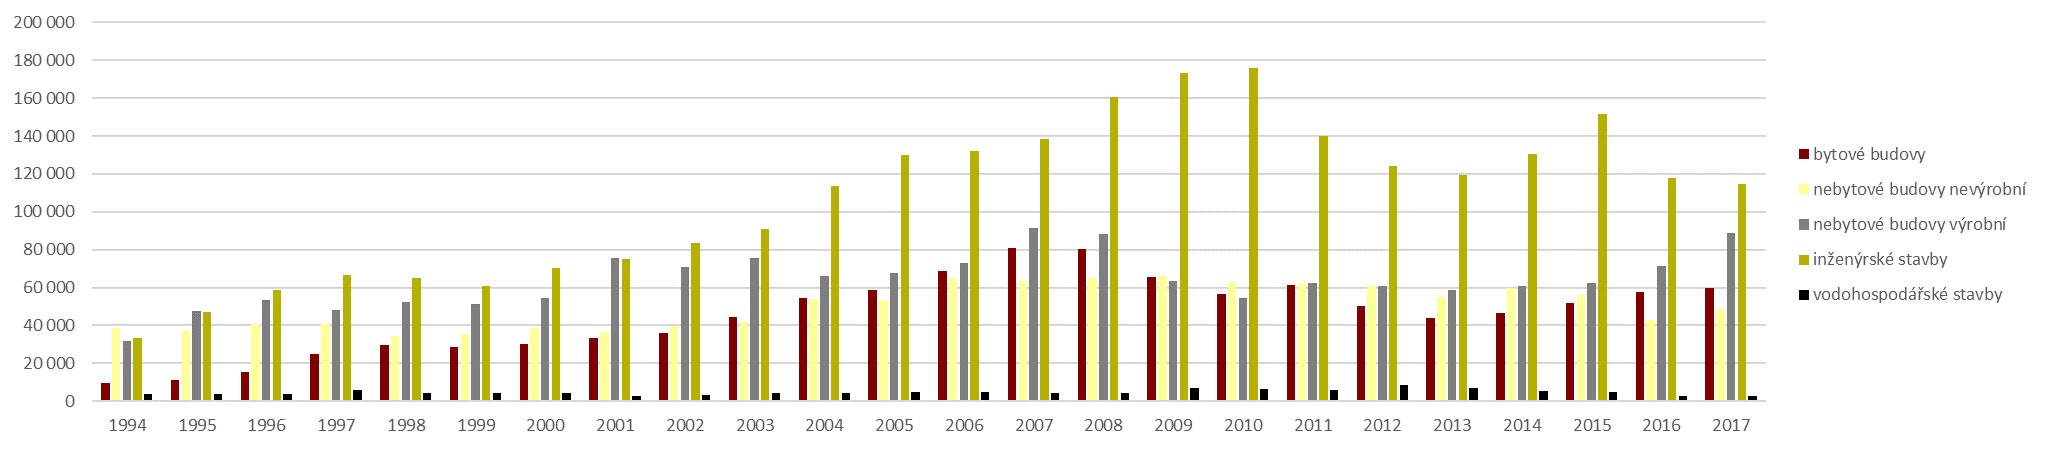 200 000
180 000
160 000
140 000
120 000
100 000
80 000
60 000
40 000
20 000
0
1994 1995 1996 1997 1998 1999 2000 2001 2002 2003 2004 2005 2006 2007 2008 2009 2010 2011 2012 2013 2014 2015 2016 2017
bytové budovy
nebytové budovy nevýrobní
nebytové budovy výrobní
inženýrské stavby
vodohospodářské stavby